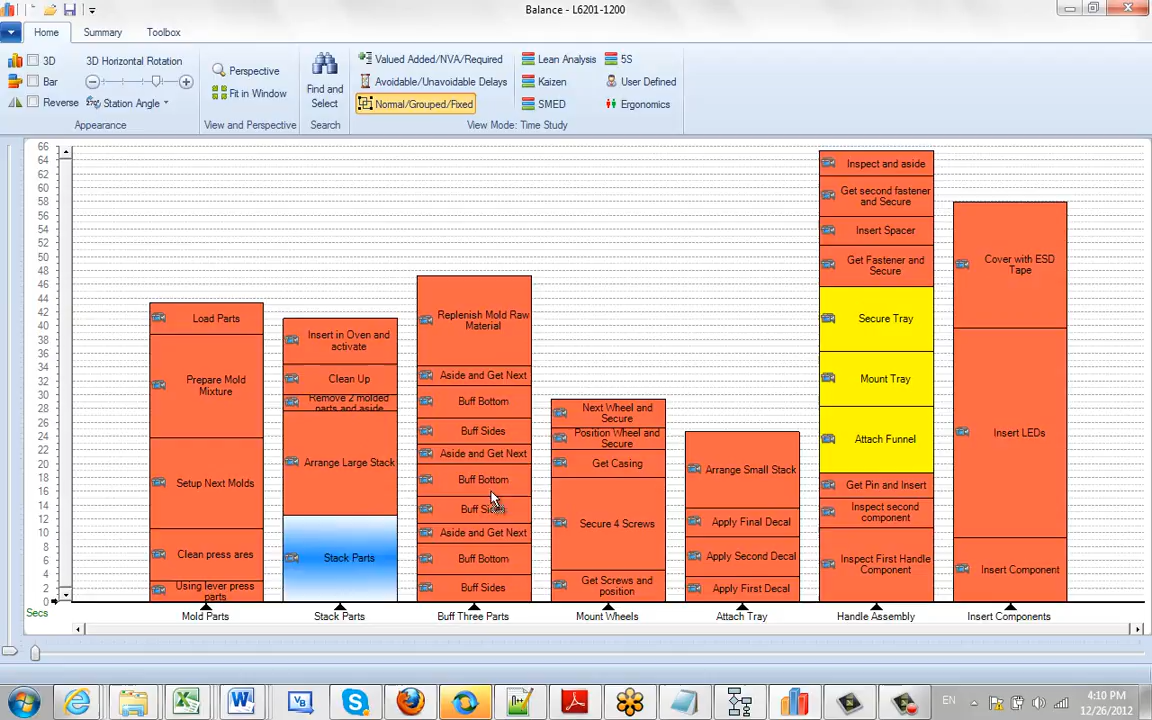 Balance - L6201-1200
Home
Summary
Toolbox
3D
Bar
Reverse
3D Horizontal Rotation
Station Angle
Appearance
Perspective
Fit in Window
View and Perspective
Find and
Select
Search
Valued Added/NVA/Required
Avoidable/Unavoidable Delays
Normal/Grouped/Fixed
Lean Analysis
Kaizen
SMED
5S
User Defined
Ergonomics
View Mode: Time Study
66
64
62
60
58
56
54
52
50
48
46
44
42
40
38
36
34
32
30
28
26
24
22
20
18
16
14
12
10
8
6
4
2
0
Secs
Load Parts
Prepare Mold
Mixture
Setup Next Molds
Clean press ares
Using lever press
parts
Mold Parts
Insert in Oven and
activate
Clean Up
Remove 2 molded
parts and aside
Arrange Large Stack
Stack Parts
Stack Parts
Replenish Mold Raw
Material
Aside and Get Next
Buff Bottom
Buff Sides
Aside and Get Next
Buff Bottom
Buff Sides
Aside and Get Next
Buff Bottom
Buff Sides
Buff Three Parts
Next Wheel and
Secure
Position Wheel and
Secure
Get Casing
Secure 4 Screws
Get Screws and
position
Mount Wheels
Arrange Small Stack
Apply Final Decal
Apply Second Decal
Apply First Decal
Attach Tray
Inspect and aside
Get second fastener
and Secure
Insert Spacer
Get Fastener and
Secure
Secure Tray
Mount Tray
Attach Funnel
Get Pin and Insert
Inspect second
component
Inspect First Handle
Component
Handle Assembly
Cover with ESD
Tape
Insert LEDs
Insert Component
Insert Components
EN
4:10 PM
12/26/2012